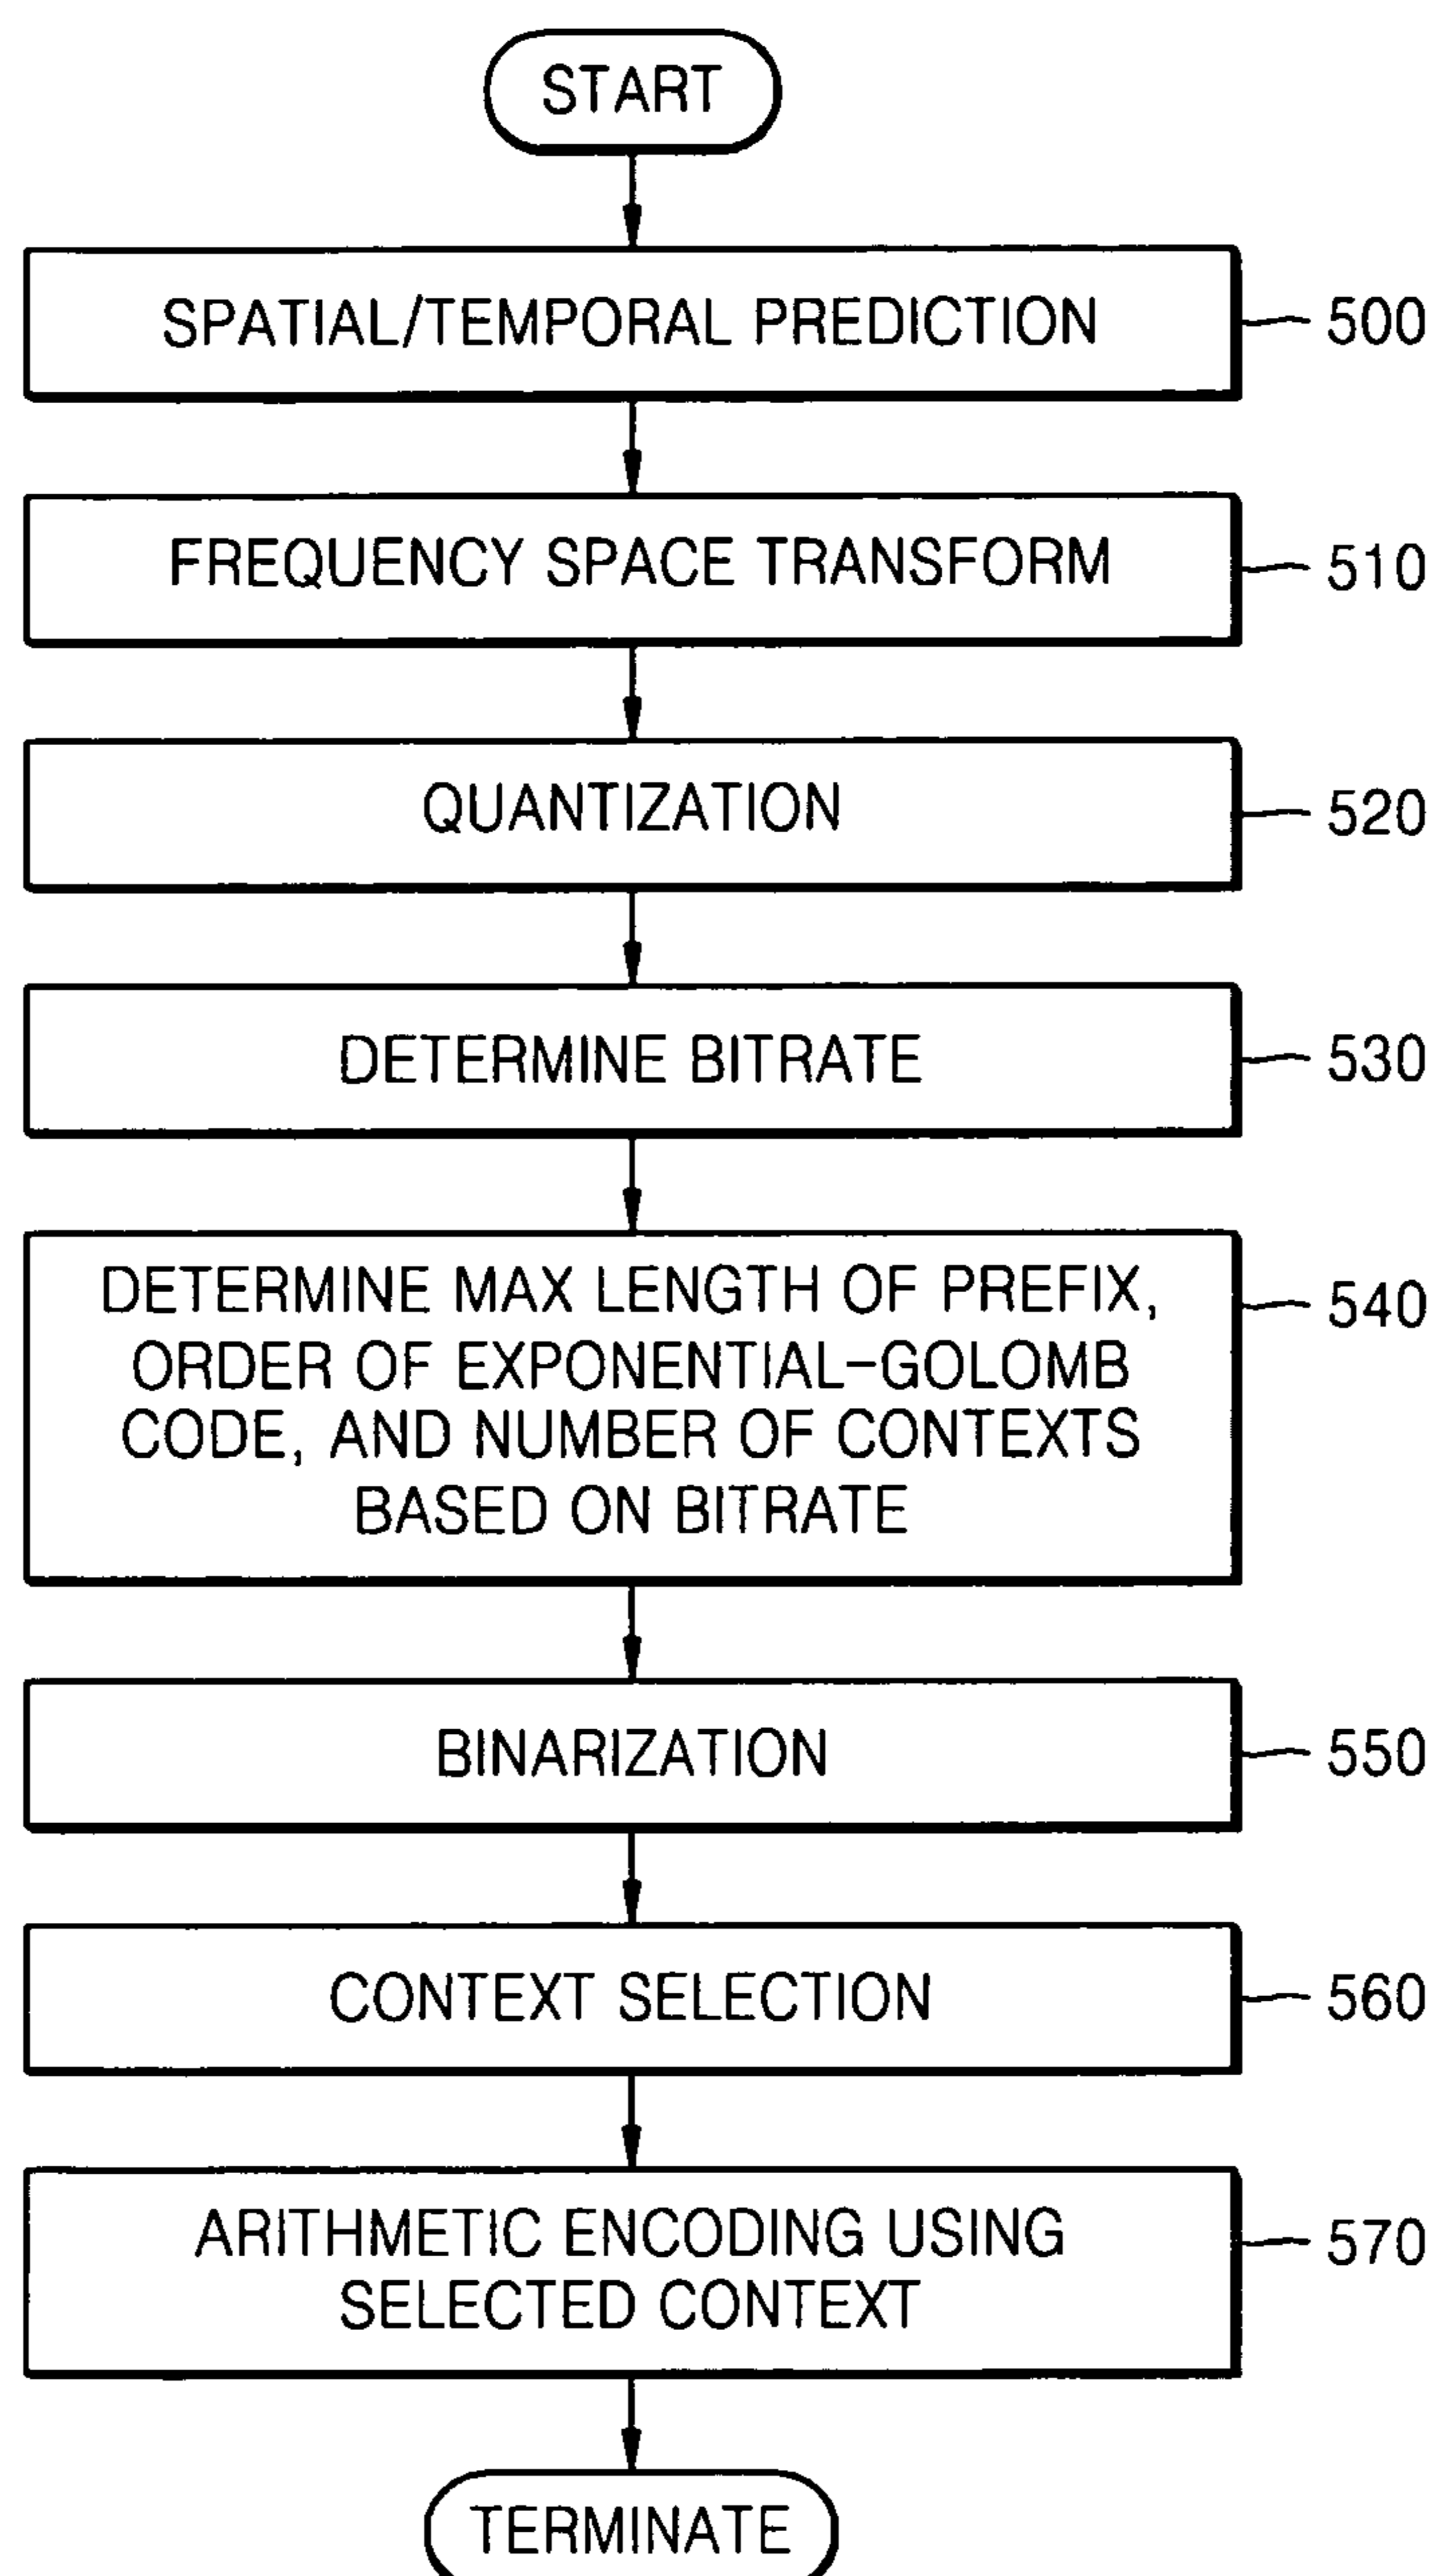 START
SPATIAL/TEMPORAL PREDICTION
500
FREQUENCY SPACE TRANSFORM
510
QUANTIZATION
520
DETERMINE BITRATE
530
DETERMINE MAX LENGTH OF PREFIX,
ORDER OF EXPONENTIAL-GOLOMB
CODE, AND NUMBER OF CONTEXTS
BASED ON BITRATE
540
BINARIZATION
550
CONTEXT SELECTION
560
ARITHMETIC ENCODING USING
SELECTED CONTEXT
570
TERMINATE